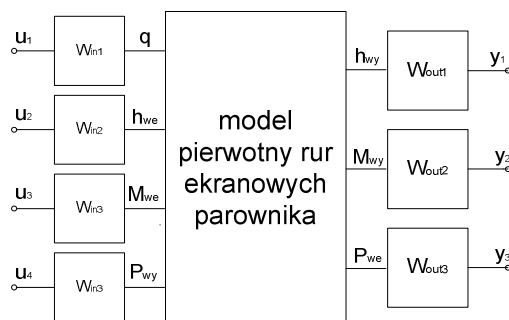 u1 Win1 q
u2 Win2 hwe
u3 Win3 Mwe
u4 Win3 Pwy
model
pierwotny rur
ekranowych
parownika
hwy Wout1 y1
Mwy Wout2 y2
Pwe Wout3 y3